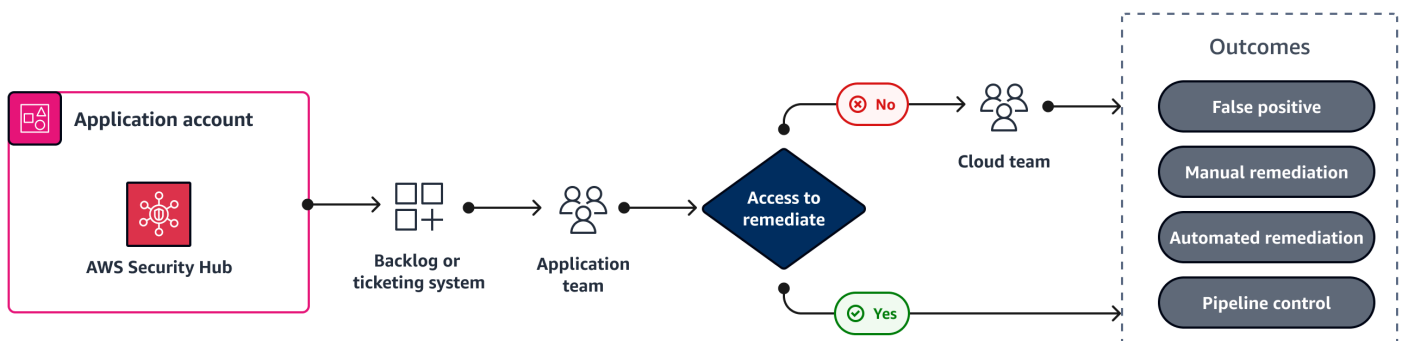 Application account
AWS Security Hub
Backlog or
ticketing system
Application
team
Access to
remediate
No
Cloud team
Yes
Outcomes
False positive
Manual remediation
Automated remediation
Pipeline control